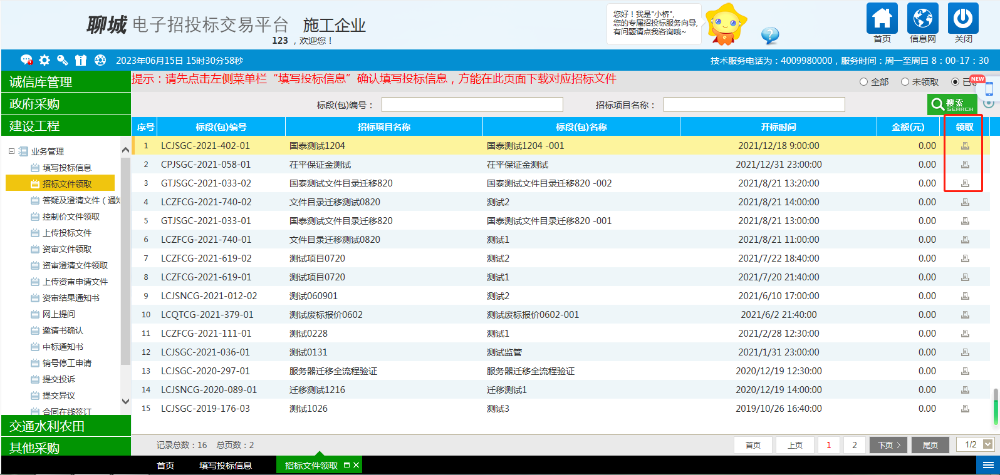 聊城 电子招投标交易平台 施工企业
123 ，欢迎您！
您好！我是"小桥",
您的专属招投标服务向导,
有问题请点我咨询哦~
首页 信息网 关闭
2023年06月15日 15时30分58秒
技术服务电话为：4009980000，服务时间：周一至周日 8：00-17：30
诚信库管理
政府采购
建设工程
业务管理
填写投标信息
招标文件领取
答疑及澄清文件（通知
控制价文件领取
上传投标文件
资审文件领取
资审澄清文件领取
上传资审申请文件
资审结果通知书
网上提问
邀请书确认
中标通知书
销号停工申请
提交投诉
提交异议
合同在线签订
交通水利农田
其他采购
提示：请先点击左侧菜单栏“填写投标信息”确认填写投标信息，方能在此页面下载对应招标文件
全部 未领取 已
NEW
标段(包)编号： 招标项目名称： 搜索 SEARCH
序号 标段(包)编号 招标项目名称 标段(包)名称 开标时间 金额(元) 领取
1 LCJSGC-2021-402-01 国泰测试1204 国泰测试1204 -001 2021/12/18 9:00:00 0.00
2 CPJSGC-2021-058-01 茌平保证金测试 茌平保证金测试 2021/12/31 23:00:00 0.00
3 GTJSGC-2021-033-02 国泰测试文件目录迁移820 国泰测试文件目录迁移820 -002 2021/8/21 13:20:00 0.00
4 LCZFCG-2021-740-02 文件目录迁移测试0820 测试2 2021/8/21 14:00:00 0.00
5 GTJSGC-2021-033-01 国泰测试文件目录迁移820 国泰测试文件目录迁移820 -001 2021/8/21 13:00:00 0.00
6 LCZFCG-2021-740-01 文件目录迁移测试0820 测试1 2021/8/21 11:00:00 0.00
7 LCZFCG-2021-619-02 测试项目0720 测试2 2021/7/22 18:40:00 0.00
8 LCZFCG-2021-619-01 测试项目0720 测试1 2021/7/20 21:40:00 0.00
9 LCJSNCG-2021-012-02 测试060901 测试2 2021/6/10 17:00:00 0.00
10 LCQTCG-2021-379-01 测试废标报价0602 测试废标报价0602-001 2021/6/2 21:40:00 0.00
11 LCZFCG-2021-111-01 测试0228 测试1 2021/2/28 12:30:00 0.00
12 LCJSGC-2021-036-01 测试0131 测试监管 2021/1/31 23:00:00 0.00
13 LCJSGC-2020-297-01 服务器迁移全流程验证 服务器迁移全流程验证 2020/12/19 12:30:00 0.00
14 LCJSNCG-2020-089-01 迁移测试1216 迁移测试1 2020/12/19 14:00:00 0.00
15 LCJSGC-2019-176-03 测试1026 测试3 2019/10/26 16:40:00 0.00
记录总数：16 总页数：2
首页 上页 1 2 下页 尾页 1/2
首页 填写投标信息 招标文件领取